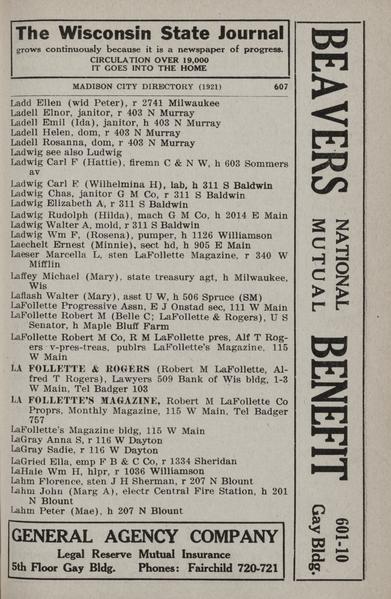 The Wisconsin State Journal
grows continuously because it is a newspaper of progress.
CIRCULATION OVER 19,000
IT GOES INTO THE HOME
MADISON CITY DIRECTORY (1921) 607
Ladd Ellen (wid Peter), r 2741 Milwaukee
Ladell Elnor, janitor, r 403 N Murray
Ladell Emil (Ida), janitor, h 403 N Murray
Ladell Helen, dom, r 403 N Murray
Ladell Rosanna, dom, r 403 N Murray
Ladwig see also Ludwig
Ladwig Carl F (Hattie), firemn C & N W, h 603 Sommers
av
Ladwig Carl E (Wilhelmina H), lab, h 311 S Baldwin
Ladwig Chas, janitor G M Co, r 311 S Baldwin
Ladwig Elizabeth A, r 311 S Baldwin
Ladwig Rudolph (Hilda), mach G M Co, h 2014 E Main
Ladwig Walter A, mold, r 311 S Baldwin
Ladwig Wm F, (Rosena), pumper, h 1126 Williamson
Laechelt Ernest (Minnie), sect hd, h 905 E Main
Laeser Marcella L, sten LaFollette Magazine, r 340 W
Mifflin
Laffey Michael (Mary), state treasury agt, h Milwaukee,
Wis
Laflash Walter (Mary), asst U W, h 506 Spruce (SM)
LaFollette Progressive Assn, E J Onstad sec, 111 W Main
LaFollette Robert M (Belle C; LaFollette & Rogers), U S
Senator, h Maple Bluff Farm
LaFollette Robert M Co, R M LaFollette pres, Alf T Rog-
ers v-pres-treas, publrs LaFollette's Magazine, 115
W Main
LA FOLLETTE & ROGERS (Robert M LaFollette, Al-
fred T Rogers), Lawyers 509 Bank of Wis bldg, 1-3
W Main, Tel Badger 103
LA FOLLETTE'S MAGAZINE, Robert M LaFollette Co
Proprs, Monthly Magazine, 115 W Main, Tel Badger
757
LaFollette's Magazine bldg, 115 W Main
LaGray Anna S, r 116 W Dayton
LaGray Sadie, r 116 W Dayton
LaGried Ella, emp F B & C Co, r 1334 Sheridan
LaHaie Wm H, hlpr, r 1036 Williamson
Lahm Florence, sten J H Sherman, r 207 N Blount
Lahm John (Marg A), electr Central Fire Station, h 201
N Blount
Lahm Peter (Mae), h 207 N Blount
GENERAL AGENCY COMPANY
Legal Reserve Mutual Insurance
5th Floor Gay Bldg. Phones: Fairchild 720-721
BEAVERS NATIONAL MUTUAL BENEFIT
601-10
Gay Bldg.